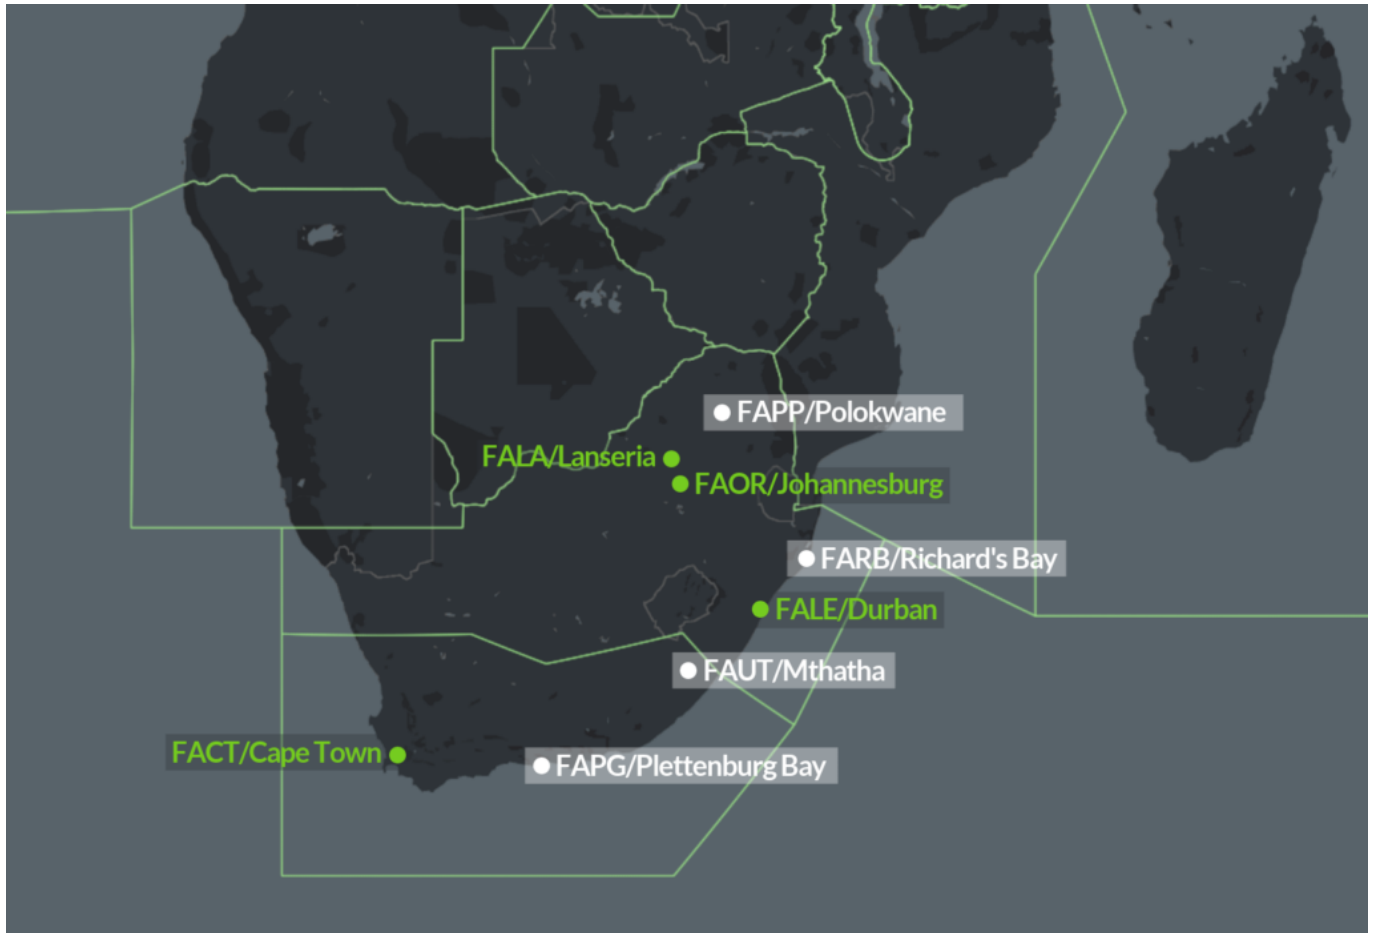 FAPP/Polokwane
FALA/Lanseria
FAOR/Johannesburg
FARB/Richard's Bay
FALE/Durban
FAUT/Mthatha
FACT/Cape Town
FAPG/Plettenburg Bay